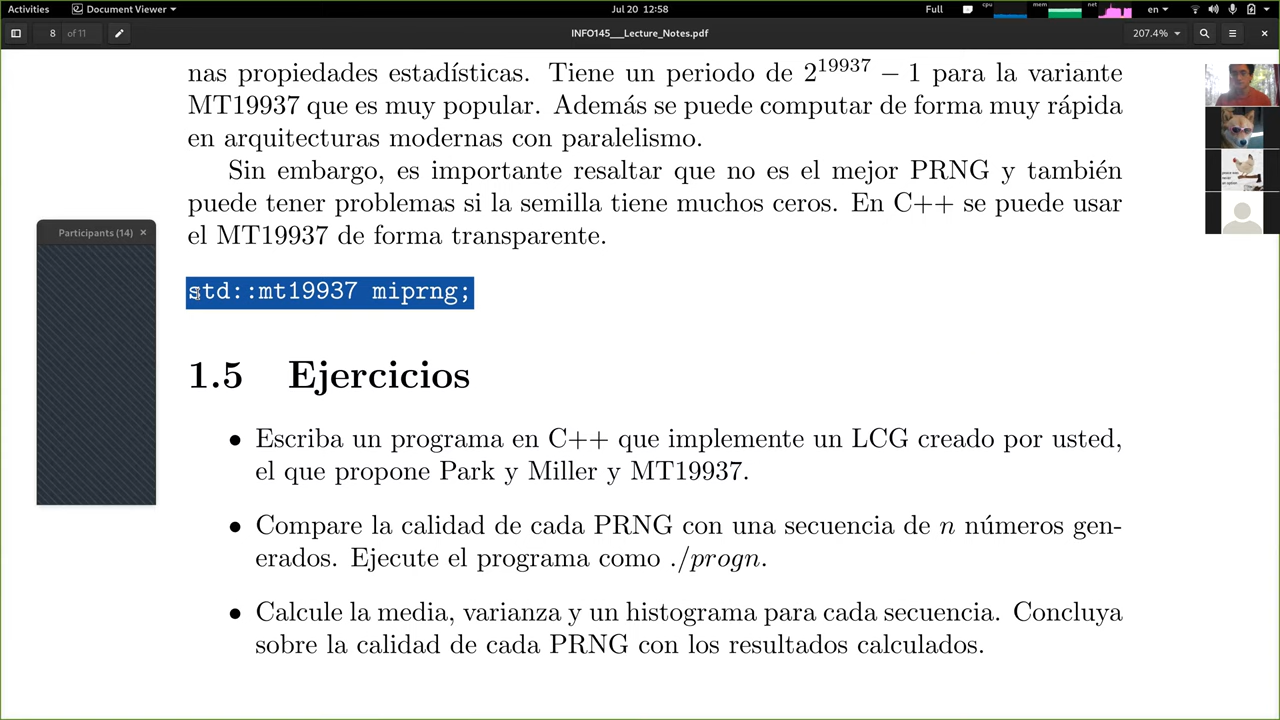 Activities
Document Viewer
Jul 20 12:58
Full
cpu
mem
net
en
8
of 11
INFO145__Lecture_Notes.pdf
207.4%
nas propiedades estadísticas. Tiene un periodo de 2^19937 − 1 para la variante
MT19937 que es muy popular. Además se puede computar de forma muy rápida
en arquitecturas modernas con paralelismo.
Sin embargo, es importante resaltar que no es el mejor PRNG y también
puede tener problemas si la semilla tiene muchos ceros. En C++ se puede usar
el MT19937 de forma transparente.
Participants (14)
std::mt19937 miprng;
1.5 Ejercicios
• Escriba un programa en C++ que implemente un LCG creado por usted,
el que propone Park y Miller y MT19937.
• Compare la calidad de cada PRNG con una secuencia de n números gen-
erados. Ejecute el programa como ./progn.
• Calcule la media, varianza y un histograma para cada secuencia. Concluya
sobre la calidad de cada PRNG con los resultados calculados.